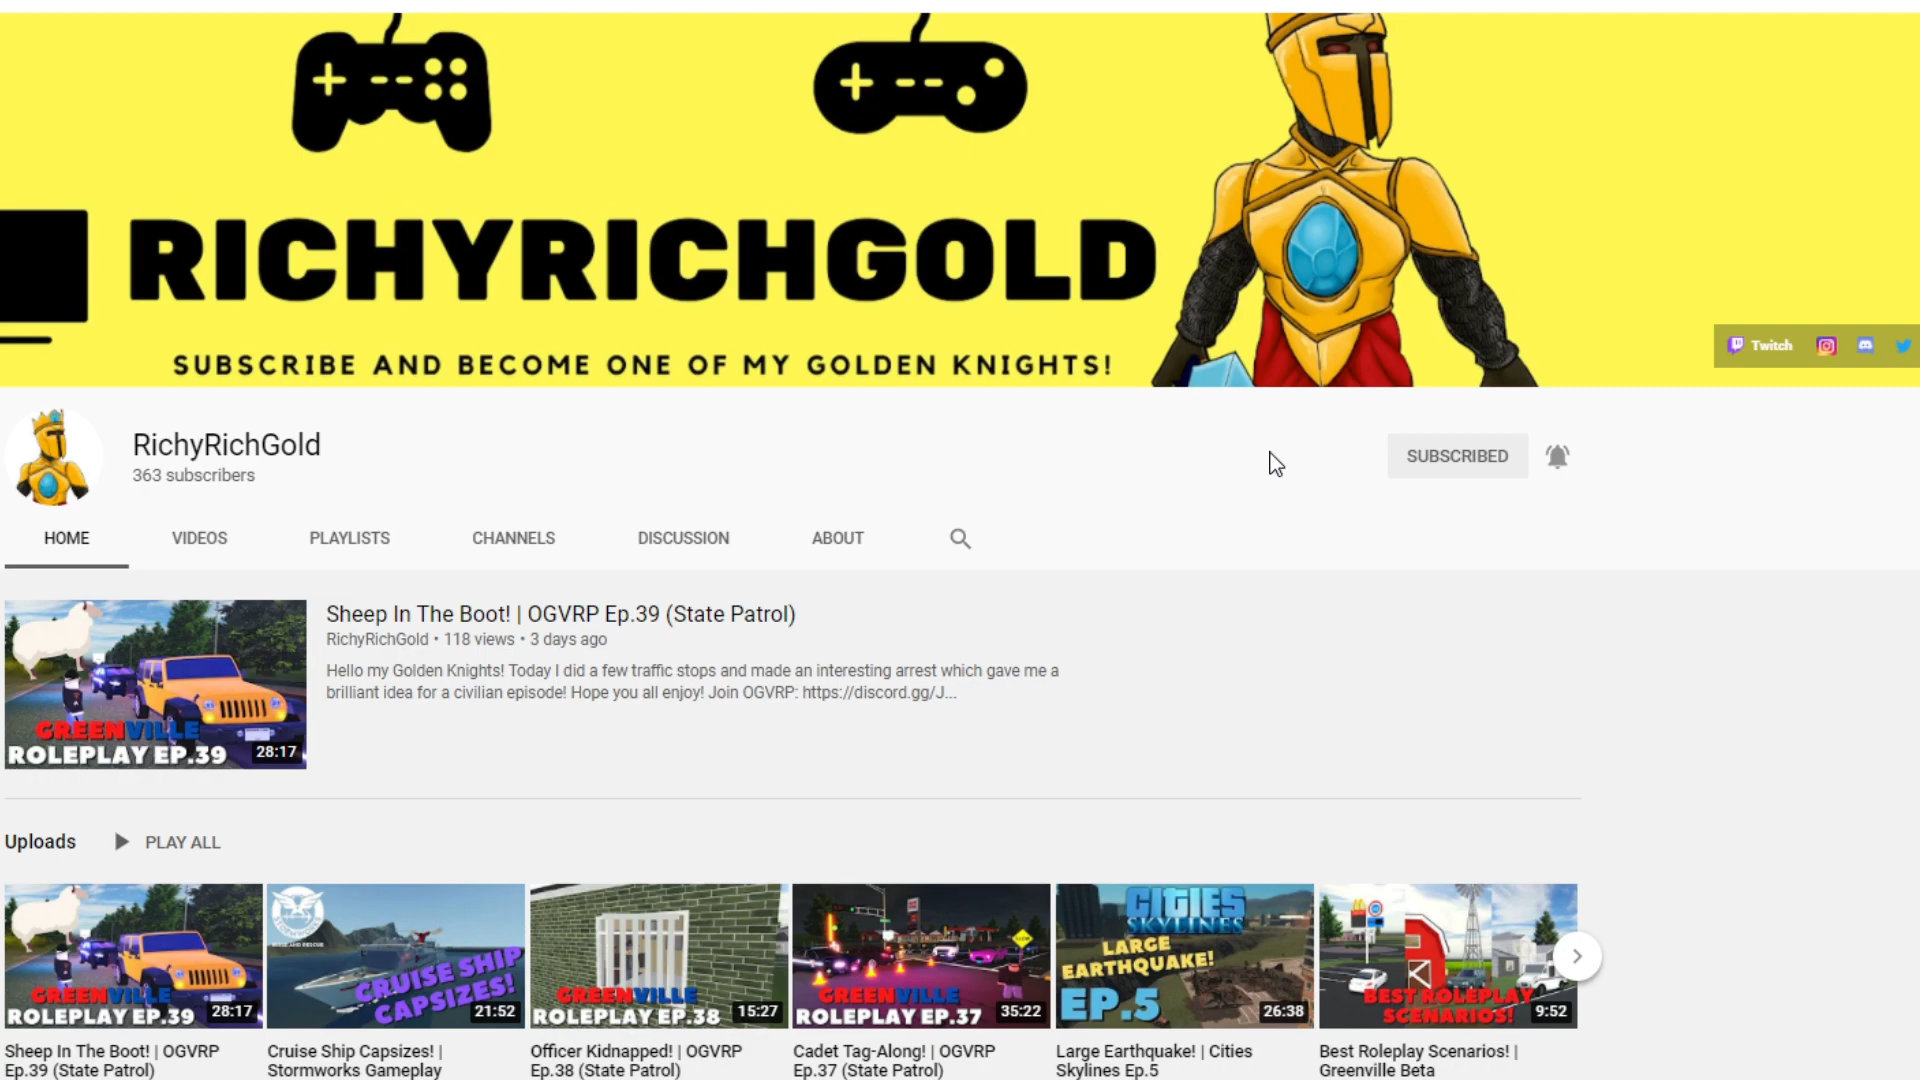 RICHYRICHGOLD
SUBSCRIBE AND BECOME ONE OF MY GOLDEN KNIGHTS!
Twitch
RichyRichGold
363 subscribers
SUBSCRIBED
HOME
VIDEOS
PLAYLISTS
CHANNELS
DISCUSSION
ABOUT
GREENVILLE
ROLEPLAY EP.39
28:17
Sheep In The Boot! | OGVRP Ep.39 (State Patrol)
RichyRichGold • 118 views • 3 days ago
Hello my Golden Knights! Today I did a few traffic stops and made an interesting arrest which gave me a
brilliant idea for a civilian episode! Hope you all enjoy! Join OGVRP: https://discord.gg/J...
Uploads
PLAY ALL
GREENVILLE
ROLEPLAY EP.39
28:17
Sheep In The Boot! | OGVRP
Ep.39 (State Patrol)
STORMWORKS
CRUISE SHIP
CAPSIZES!
21:52
Cruise Ship Capsizes! |
Stormworks Gameplay
GREENVILLE
ROLEPLAY EP.38
15:27
Officer Kidnapped! | OGVRP
Ep.38 (State Patrol)
GREENVILLE
ROLEPLAY EP.37
35:22
Cadet Tag-Along! | OGVRP
Ep.37 (State Patrol)
CITIES
SKYLINES
LARGE
EARTHQUAKE!
EP.5
26:38
Large Earthquake! | Cities
Skylines Ep.5
BEST ROLEPLAY
SCENARIOS!
9:52
Best Roleplay Scenarios! |
Greenville Beta